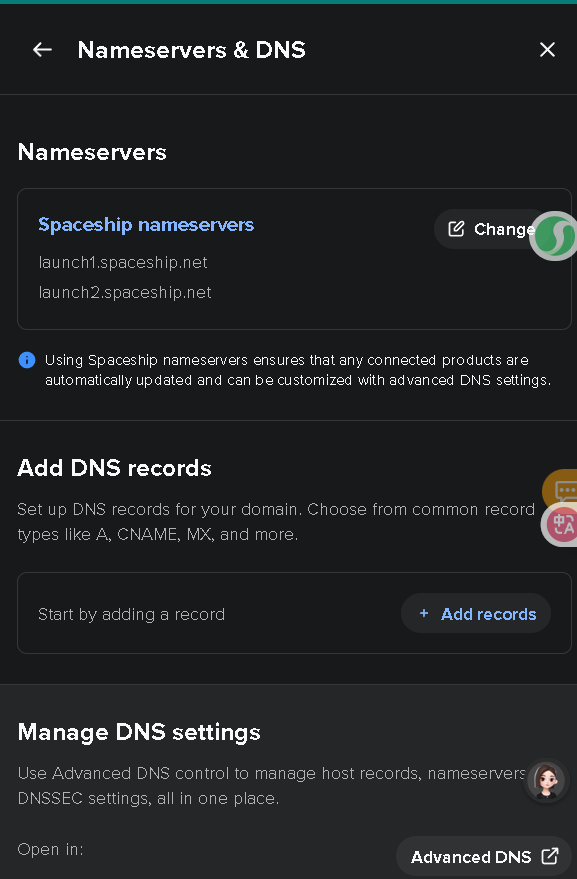 Nameservers & DNS
Nameservers
Spaceship nameservers
Change
launch1.spaceship.net
launch2.spaceship.net
Using Spaceship nameservers ensures that any connected products are
automatically updated and can be customized with advanced DNS settings.
Add DNS records
Set up DNS records for your domain. Choose from common record
types like A, CNAME, MX, and more.
Start by adding a record
+ Add records
Manage DNS settings
Use Advanced DNS control to manage host records, nameservers
DNSSEC settings, all in one place.
Open in:
Advanced DNS
中A